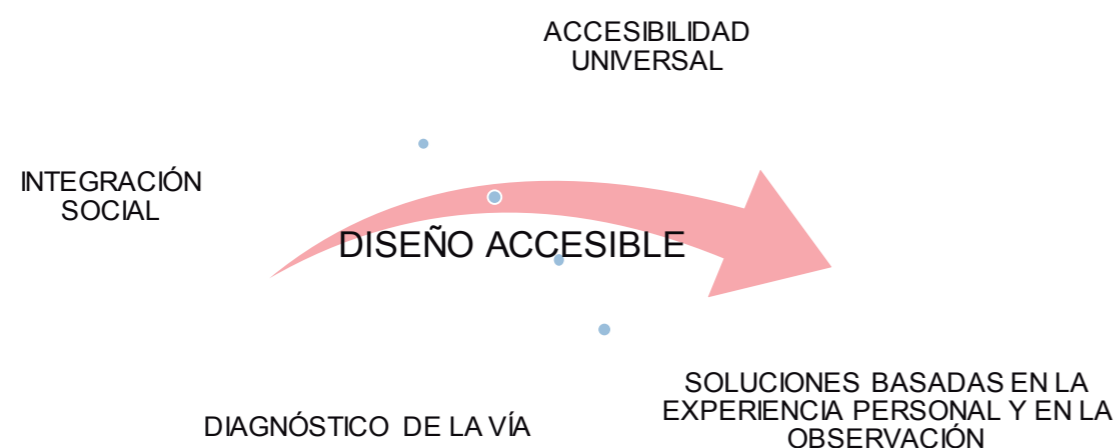 ACCESIBILIDAD
UNIVERSAL
INTEGRACIÓN
SOCIAL
DISEÑO ACCESIBLE
DIAGNÓSTICO DE LA VÍA
SOLUCIONES BASADAS EN LA
EXPERIENCIA PERSONAL Y EN LA
OBSERVACIÓN